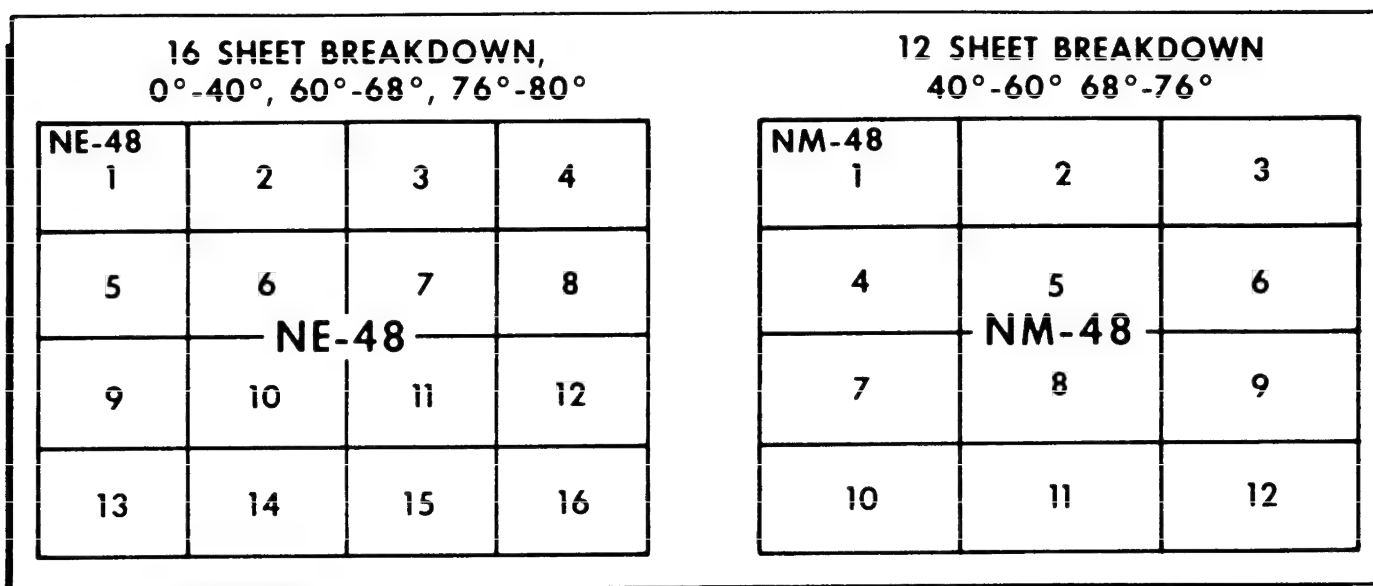 16 SHEET BREAKDOWN,
0°-40°, 60°-68°, 76°-80°
NE-48
1 2 3 4
5 6 7 8
NE-48
9 10 11 12
13 14 15 16
12 SHEET BREAKDOWN
40°-60° 68°-76°
NM-48
1 2 3
4 5 6
NM-48
7 8 9
10 11 12